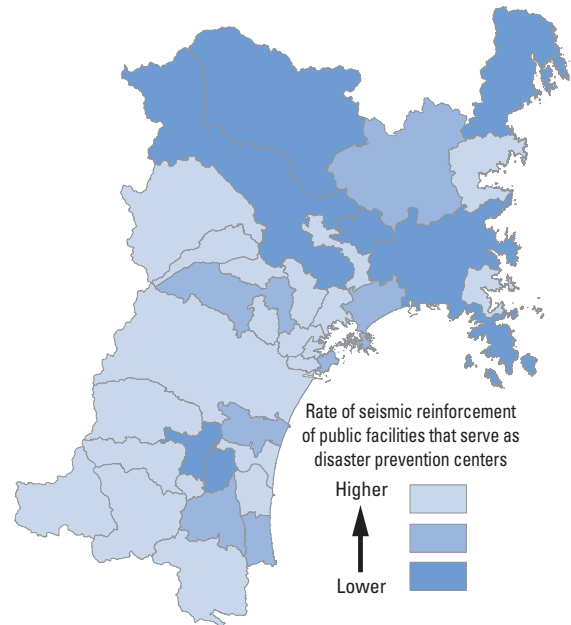 Rate of seismic reinforcement
of public facilities that serve as
disaster prevention centers
Higher
Lower